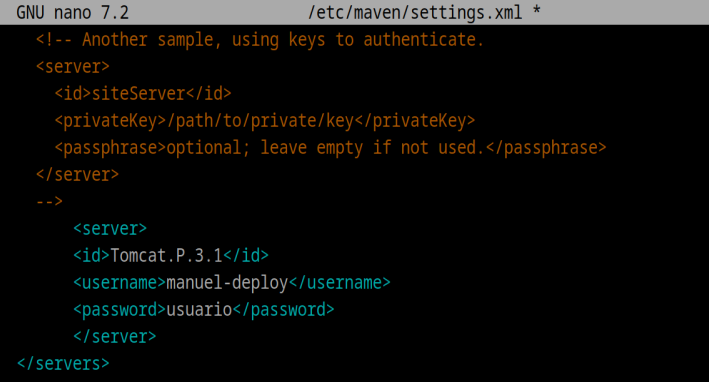 GNU nano 7.2 /etc/maven/settings.xml *
<!-- Another sample, using keys to authenticate.
<server>
<id>siteServer</id>
<privateKey>/path/to/private/key</privateKey>
<passphrase>optional; leave empty if not used.</passphrase>
</server>
-->
<server>
<id>Tomcat.P.3.1</id>
<username>manuel-deploy</username>
<password>usuario</password>
</server>
</servers>